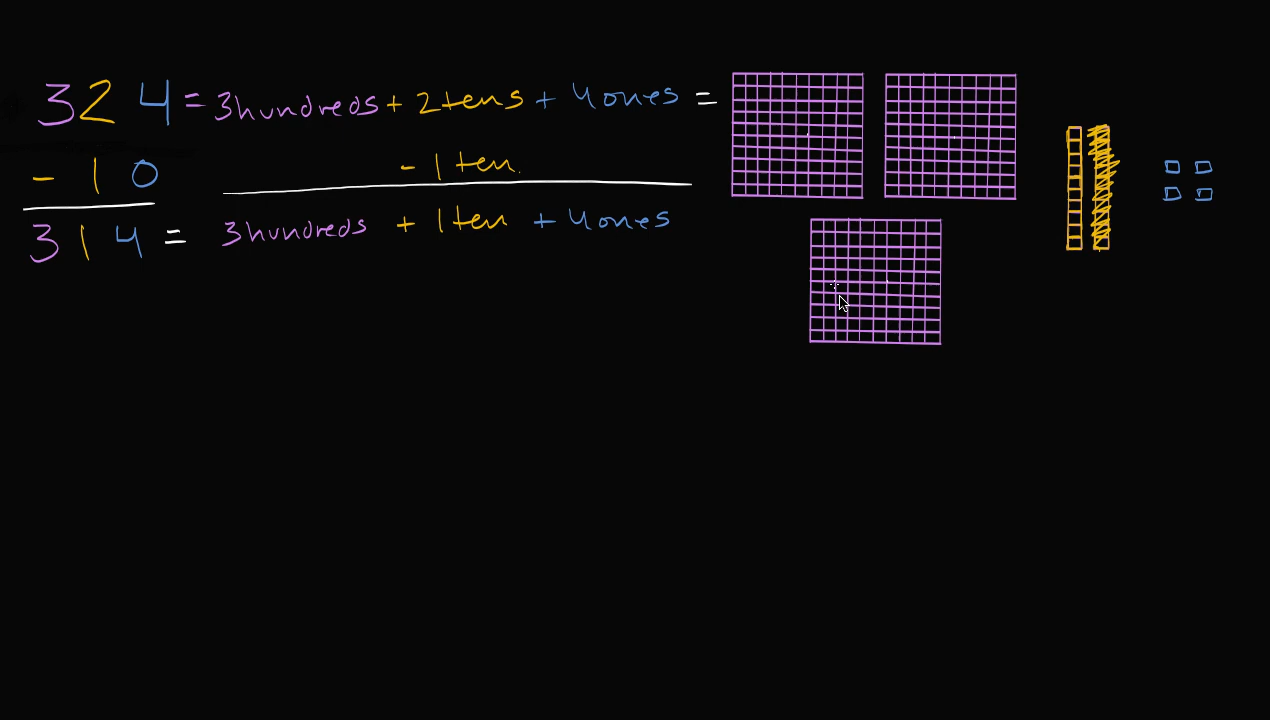 324 = 3hundreds + 2tens + 4ones =
- 10 - 1 ten.
314 = 3hundreds + 1ten + 4ones